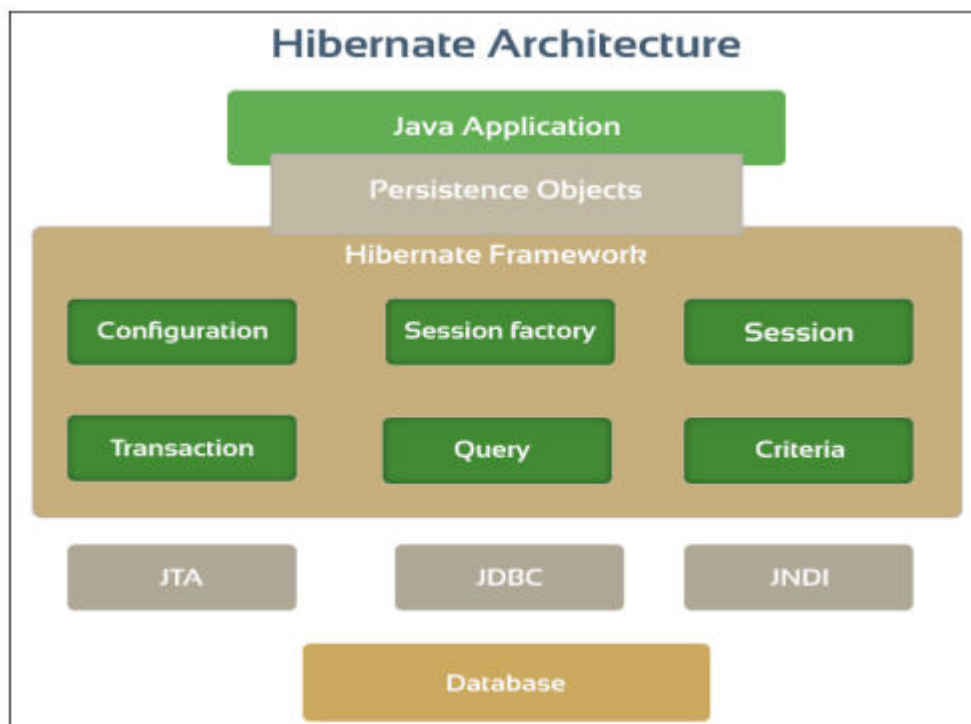 Hibernate Architecture
Java Application
Persistence Objects
Hibernate Framework
Configuration
Session factory
Session
Transaction
Query
Criteria
JTA
JDBC
JNDI
Database